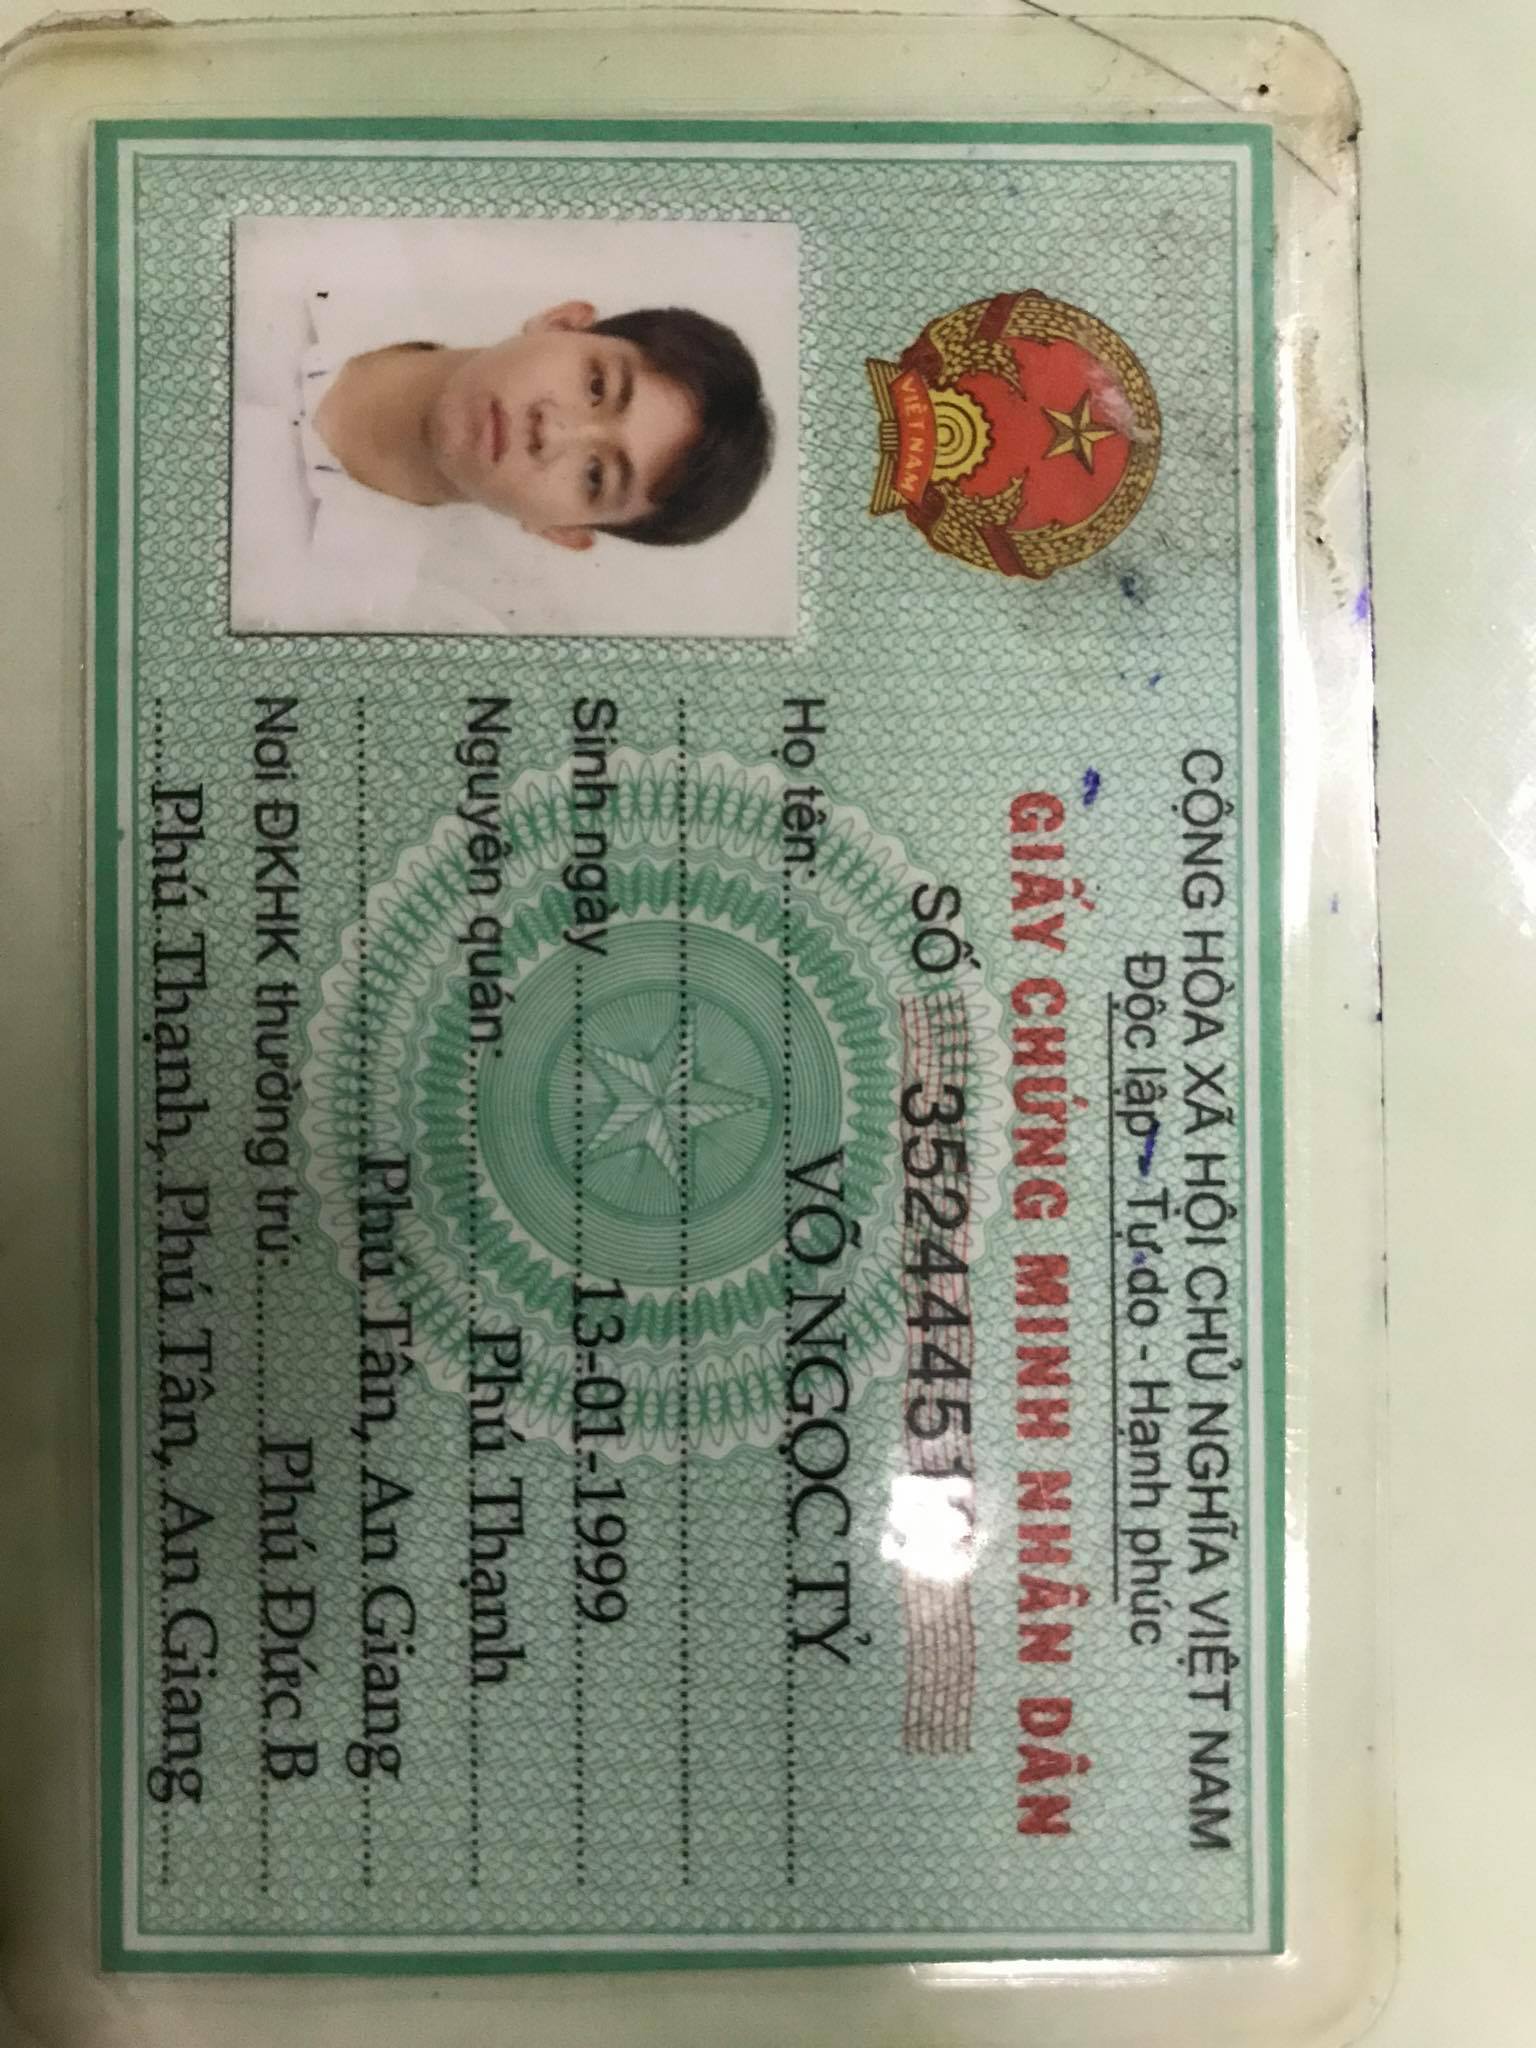 CỘNG HÒA XÃ HỘI CHỦ NGHĨA VIỆT NAM
Độc lập - Tự do - Hạnh phúc
GIẤY CHỨNG MINH NHÂN DÂN
SỐ
Họ tên: VÕ NGỌC TỶ
Sinh ngày 13-01-1999
Nguyên quán: Phú Thạnh
Phú Tân, An Giang
Nơi ĐKHK thường trú: Phú Đức B
Phú Thạnh, Phú Tân, An Giang
VIỆT NAM